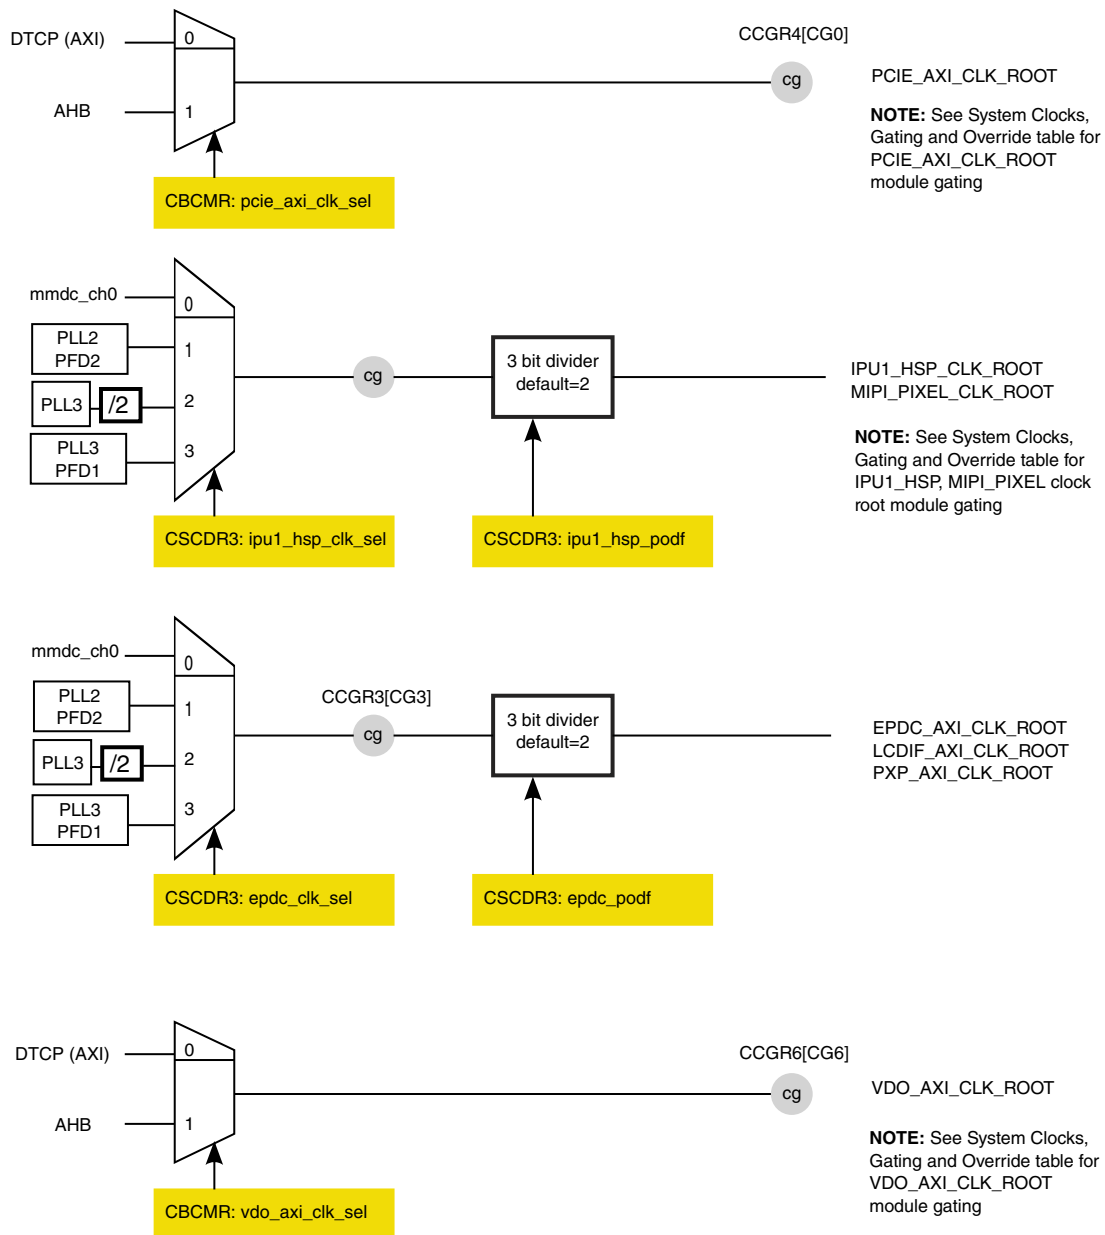 DTCP (AXI)
0
CCGR4[CG0]
cg
PCIE_AXI_CLK_ROOT
AHB
1
NOTE: See System Clocks,
Gating and Override table for
PCIE_AXI_CLK_ROOT
module gating
CBCMR: pcie_axi_clk_sel
mmdc_ch0
0
PLL2
PFD2
1
PLL3
/2
2
PLL3
PFD1
3
cg
3 bit divider
default=2
IPU1_HSP_CLK_ROOT
MIPI_PIXEL_CLK_ROOT
NOTE: See System Clocks,
Gating and Override table for
IPU1_HSP, MIPI_PIXEL clock
root module gating
CSCDR3: ipu1_hsp_clk_sel
CSCDR3: ipu1_hsp_podf
mmdc_ch0
0
PLL2
PFD2
1
PLL3
/2
2
PLL3
PFD1
3
CCGR3[CG3]
cg
3 bit divider
default=2
EPDC_AXI_CLK_ROOT
LCDIF_AXI_CLK_ROOT
PXP_AXI_CLK_ROOT
CSCDR3: epdc_clk_sel
CSCDR3: epdc_podf
DTCP (AXI)
0
CCGR6[CG6]
cg
VDO_AXI_CLK_ROOT
AHB
1
NOTE: See System Clocks,
Gating and Override table for
VDO_AXI_CLK_ROOT
module gating
CBCMR: vdo_axi_clk_sel